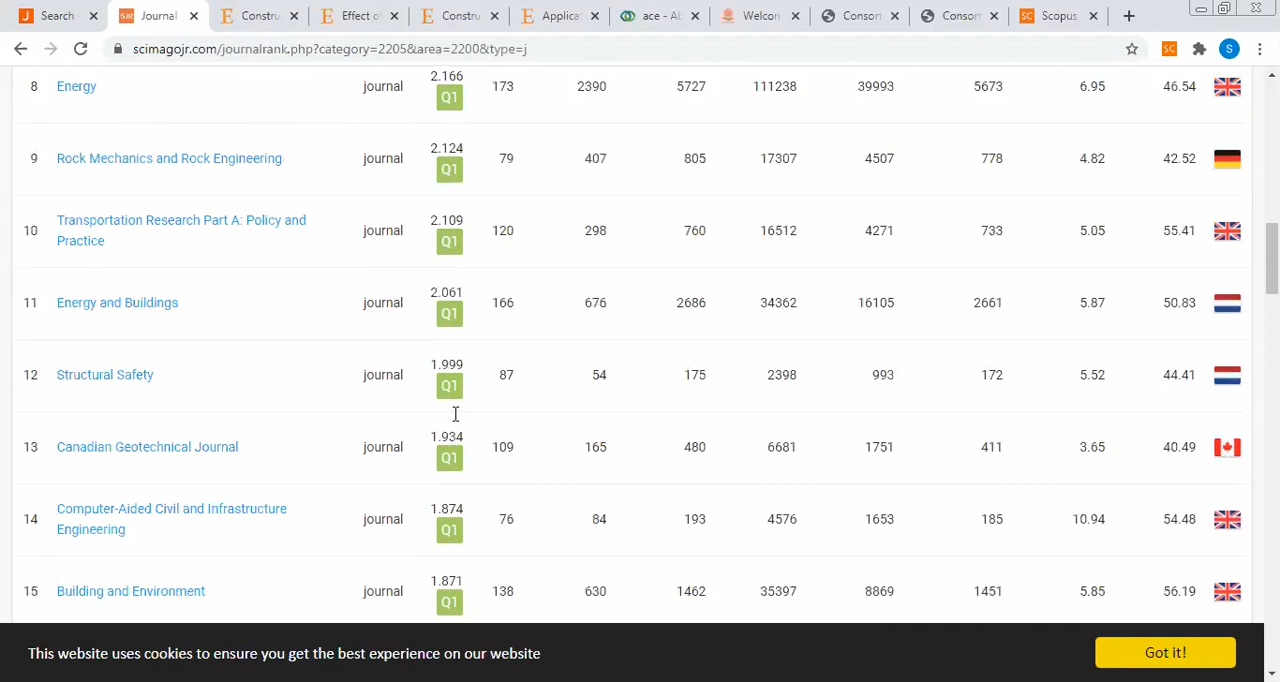 Search
SJR Journal
Constru
Effect of
Constru
Applica
ace - A
Welcon
Consort
Consort
SC Scopus
scimagojr.com/journalrank.php?category=2205&area=2200&type=j
SC
S
8 Energy journal 2.166 Q1 173 2390 5727 111238 39993 5673 6.95 46.54
9 Rock Mechanics and Rock Engineering journal 2.124 Q1 79 407 805 17307 4507 778 4.82 42.52
10 Transportation Research Part A: Policy and Practice journal 2.109 Q1 120 298 760 16512 4271 733 5.05 55.41
11 Energy and Buildings journal 2.061 Q1 166 676 2686 34362 16105 2661 5.87 50.83
12 Structural Safety journal 1.999 Q1 87 54 175 2398 993 172 5.52 44.41
13 Canadian Geotechnical Journal journal 1.934 Q1 109 165 480 6681 1751 411 3.65 40.49
14 Computer-Aided Civil and Infrastructure Engineering journal 1.874 Q1 76 84 193 4576 1653 185 10.94 54.48
15 Building and Environment journal 1.871 Q1 138 630 1462 35397 8869 1451 5.85 56.19
This website uses cookies to ensure you get the best experience on our website
Got it!